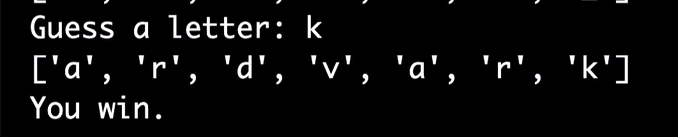 Guess a letter: k
['a', 'r', 'd', 'v', 'a', 'r', 'k']
You win.